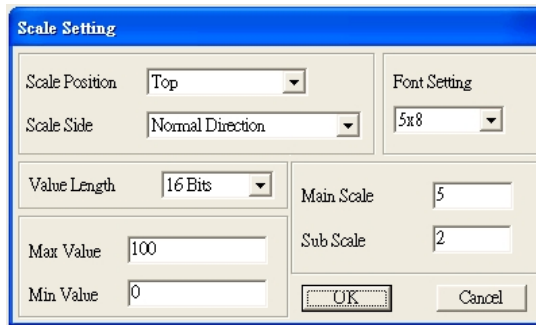 Scale Setting
Scale Position Top
Scale Side Normal Direction
Font Setting
5x8
Value Length 16 Bits
Max Value 100
Min Value 0
Main Scale 5
Sub Scale 2
OK Cancel